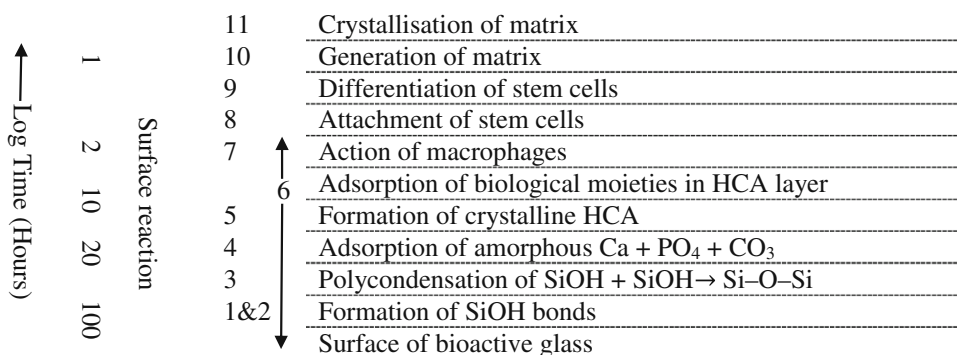 11 Crystallisation of matrix
10 Generation of matrix
9 Differentiation of stem cells
8 Attachment of stem cells
7 Action of macrophages
6 Adsorption of biological moieties in HCA layer
5 Formation of crystalline HCA
4 Adsorption of amorphous Ca + PO₄ + CO₃
3 Polycondensation of SiOH + SiOH→ Si–O–Si
1&2 Formation of SiOH bonds
Surface of bioactive glass
Log Time (Hours)
1
2
10
20
100
Surface reaction